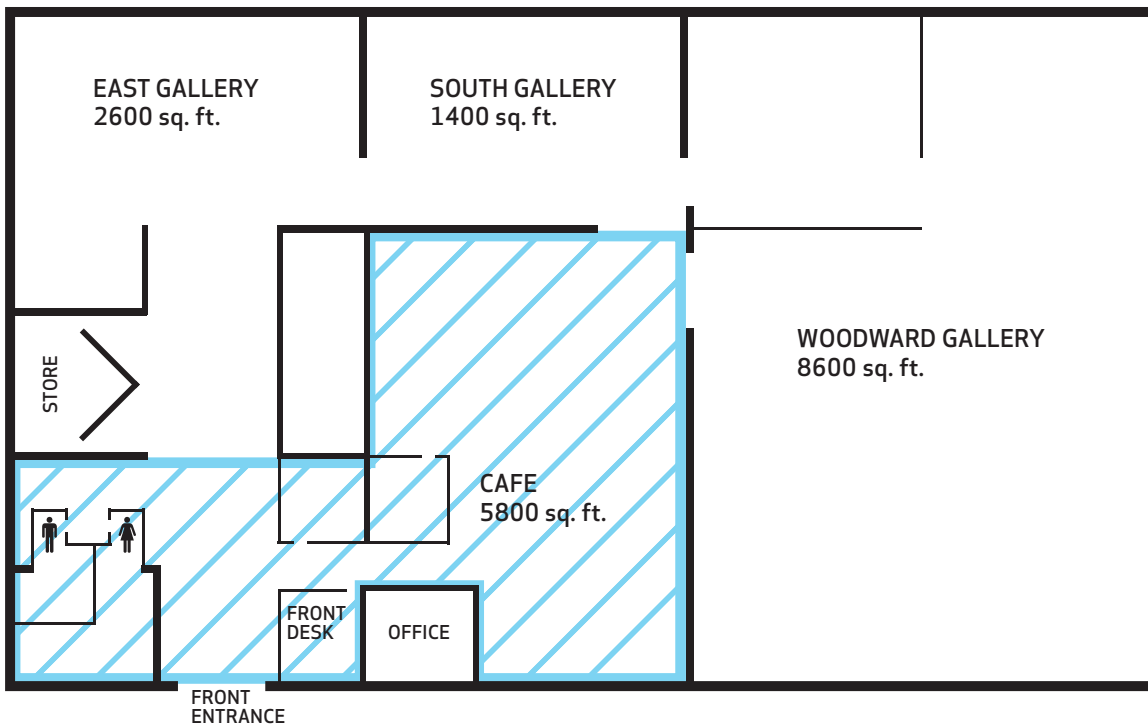 EAST GALLERY
2600 sq. ft.
SOUTH GALLERY
1400 sq. ft.
WOODWARD GALLERY
8600 sq. ft.
STORE
CAFE
5800 sq. ft.
FRONT
DESK
OFFICE
FRONT
ENTRANCE